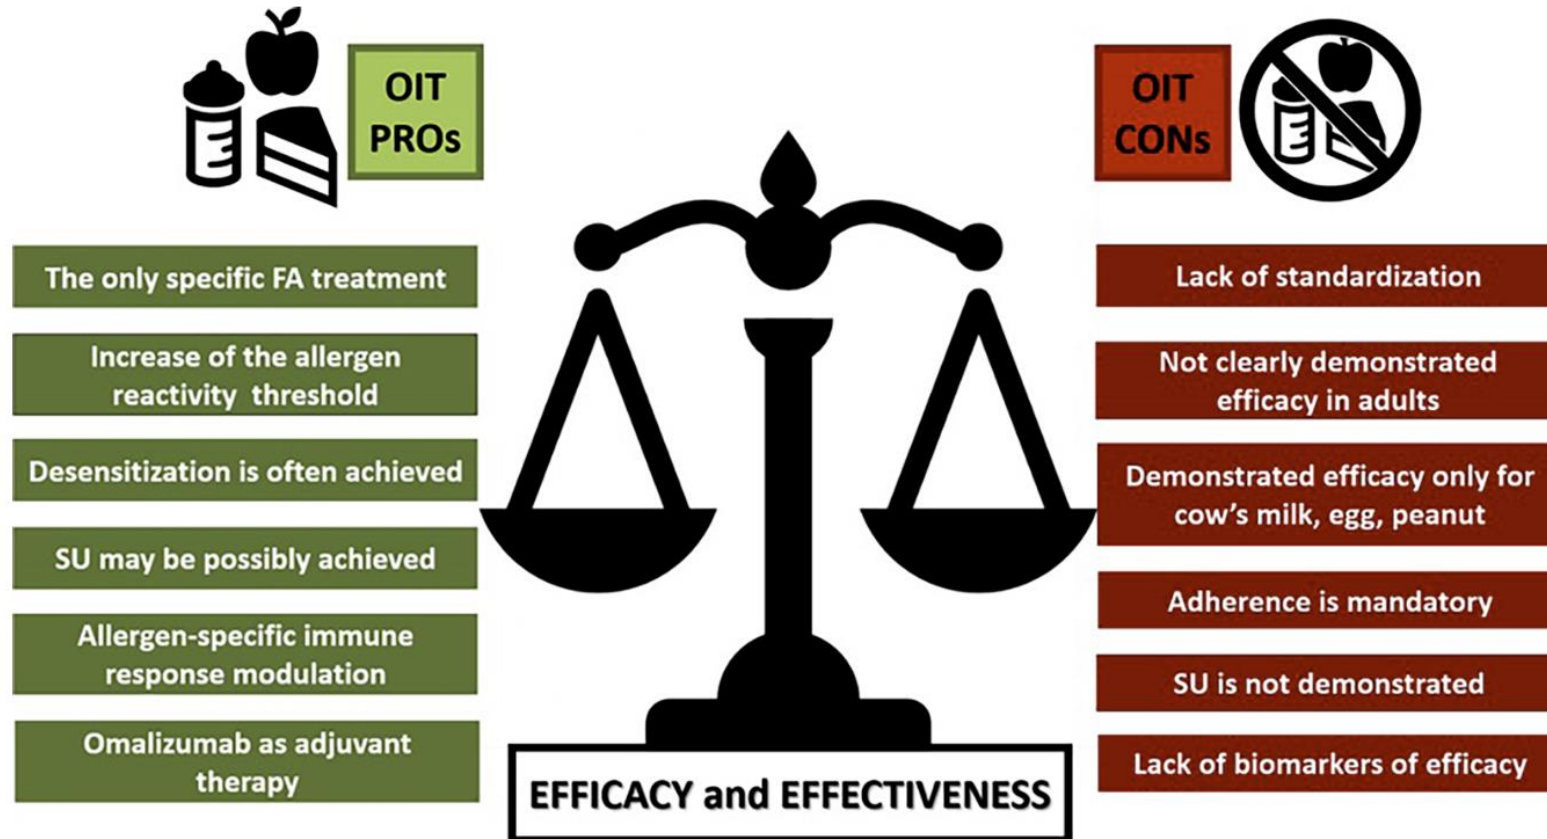 OIT
PROs
The only specific FA treatment
Increase of the allergen
reactivity threshold
Desensitization is often achieved
SU may be possibly achieved
Allergen-specific immune
response modulation
Omalizumab as adjuvant
therapy
OIT
CONs
Lack of standardization
Not clearly demonstrated
efficacy in adults
Demonstrated efficacy only for
cow's milk, egg, peanut
Adherence is mandatory
SU is not demonstrated
Lack of biomarkers of efficacy
EFFICACY and EFFECTIVENESS